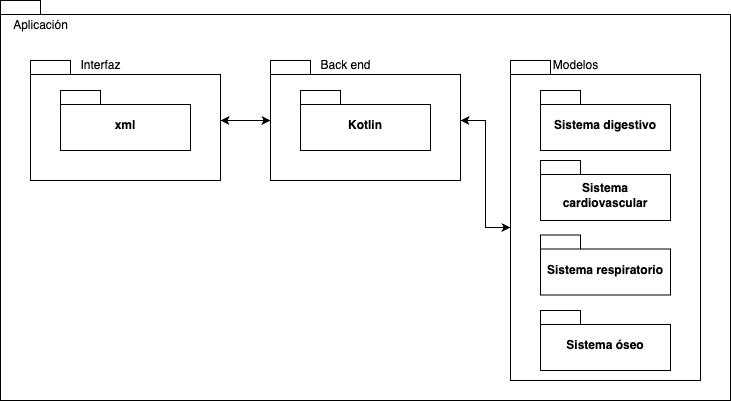 Aplicación
Interfaz
xml
Back end
Kotlin
Modelos
Sistema digestivo
Sistema
cardiovascular
Sistema respiratorio
Sistema óseo